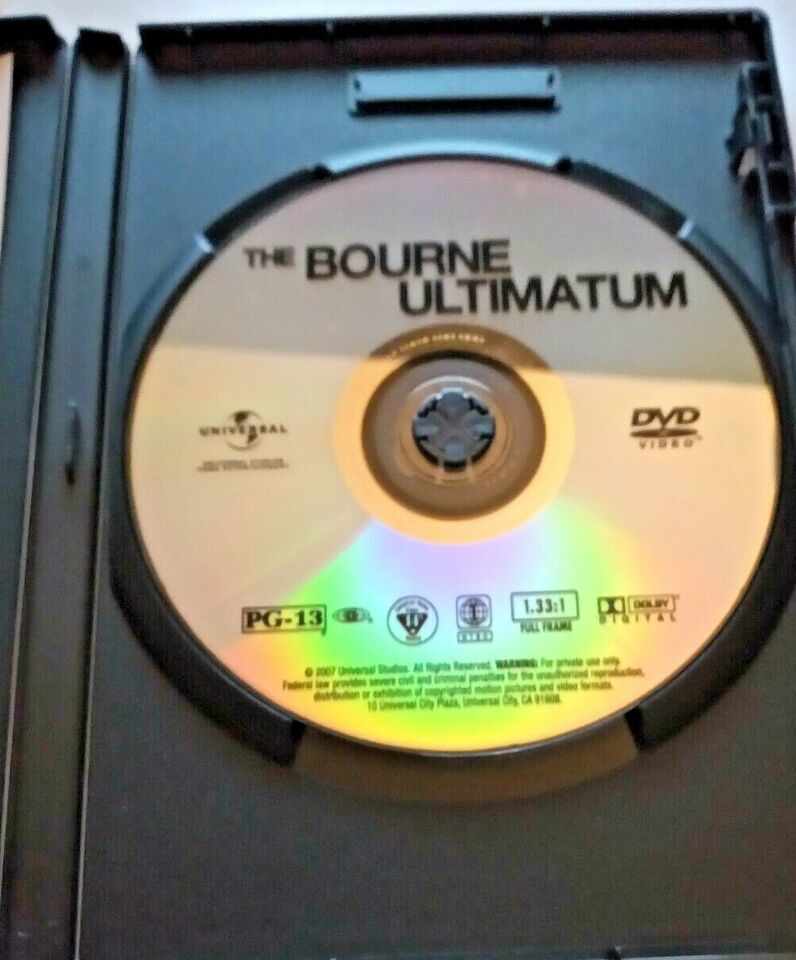 THE BOURNE
ULTIMATUM
UNIVERSAL
DVD
VIDEO
PG-13
1.33:1
FULL FRAME
DISC
DOLBY
DIGITAL
© 2007 Universal Studios. All Rights Reserved. WARNING: For private use only.
Federal law provides severe civil and criminal penalties for the unauthorized reproduction,
distribution or exhibition of copyrighted motion pictures and video formats.
10 Universal City Plaza, Universal City, CA 91608.